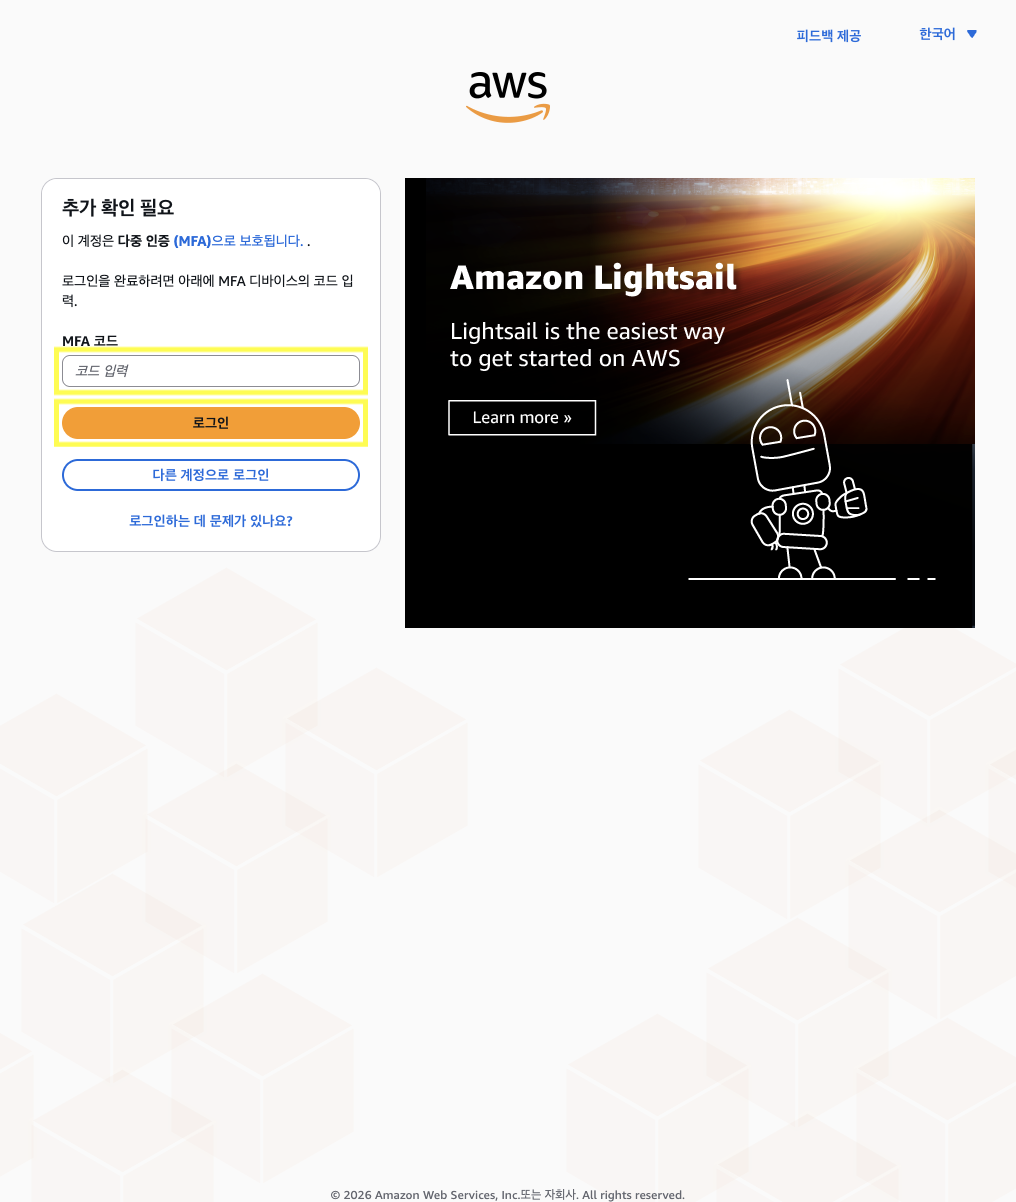 피드백 제공
한국어
aws
추가 확인 필요
이 계정은 다중 인증 (MFA)으로 보호됩니다. .
로그인을 완료하려면 아래에 MFA 디바이스의 코드 입
력.
MFA 코드
코드 입력
로그인
다른 계정으로 로그인
로그인하는 데 문제가 있나요?
Amazon Lightsail
Lightsail is the easiest way
to get started on AWS
Learn more »
© 2026 Amazon Web Services, Inc.또는 자회사. All rights reserved.